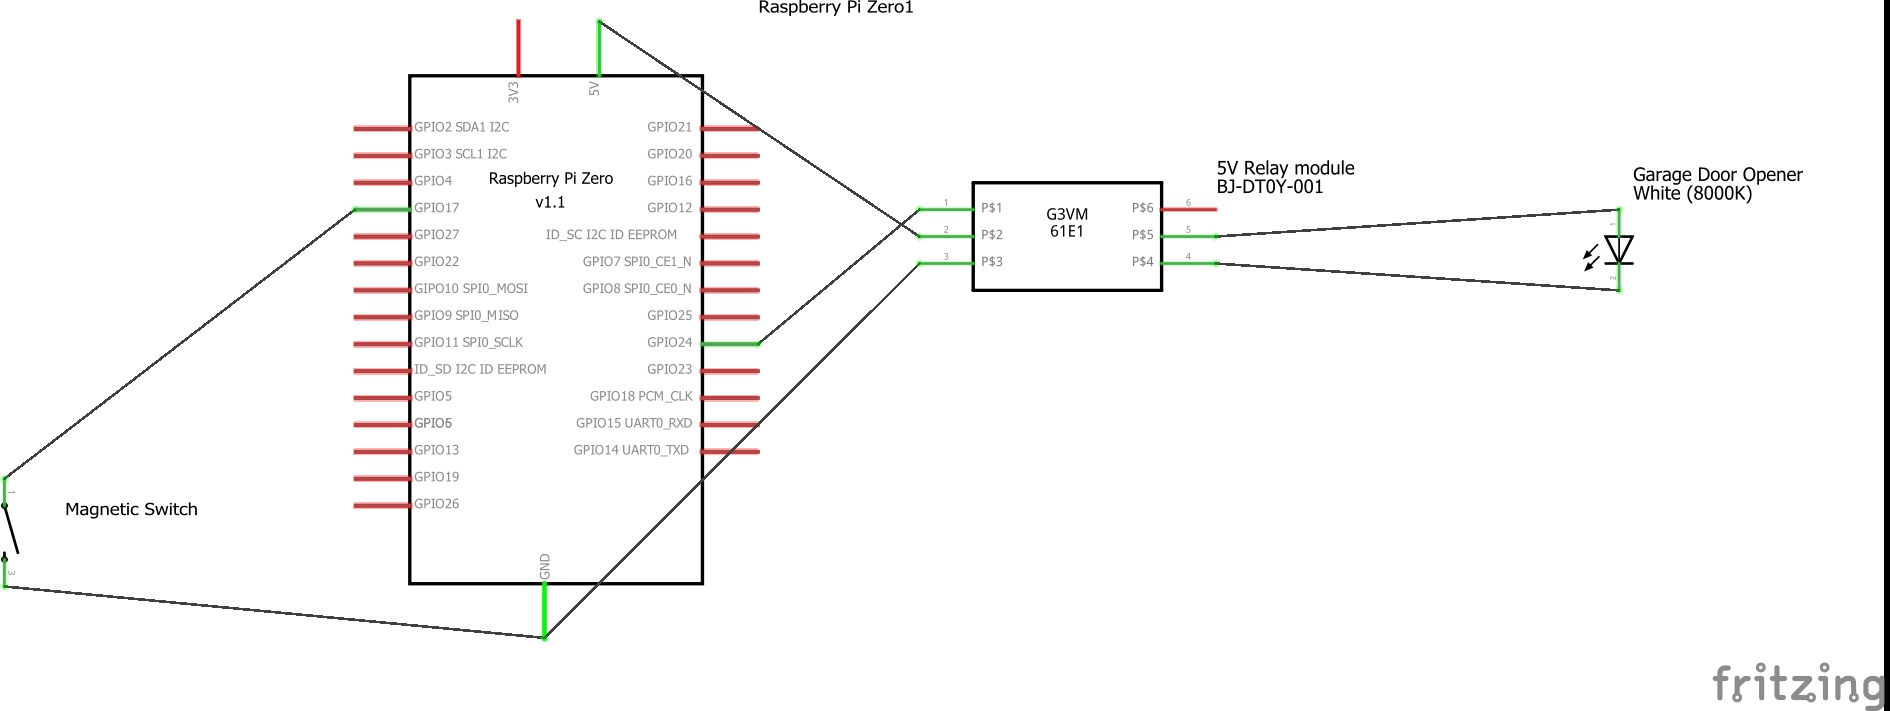 Raspberry Pi Zero1
3V3
5V
GPIO2 SDA1 I2C
GPIO3 SCL1 I2C
GPIO4
GPIO17
GPIO27
GPIO22
GIPO10 SPI0_MOSI
GPIO9 SPI0_MISO
GPIO11 SPI0_SCLK
ID_SD I2C ID EEPROM
GPIO5
GPIO6
GPIO13
GPIO19
GPIO26
Raspberry Pi Zero
v1.1
GPIO21
GPIO20
GPIO16
GPIO12
ID_SC I2C ID EEPROM
GPIO7 SPI0_CE1_N
GPIO8 SPI0_CE0_N
GPIO25
GPIO24
GPIO23
GPIO18 PCM_CLK
GPIO15 UART0_RXD
GPIO14 UART0_TXD
GND
1
3
Magnetic Switch
1
2
3
P$1
P$2
P$3
G3VM
61E1
P$6
P$5
P$4
6
5
4
5V Relay module
BJ-DT0Y-001
Garage Door Opener
White (8000K)
1
2
fritzing